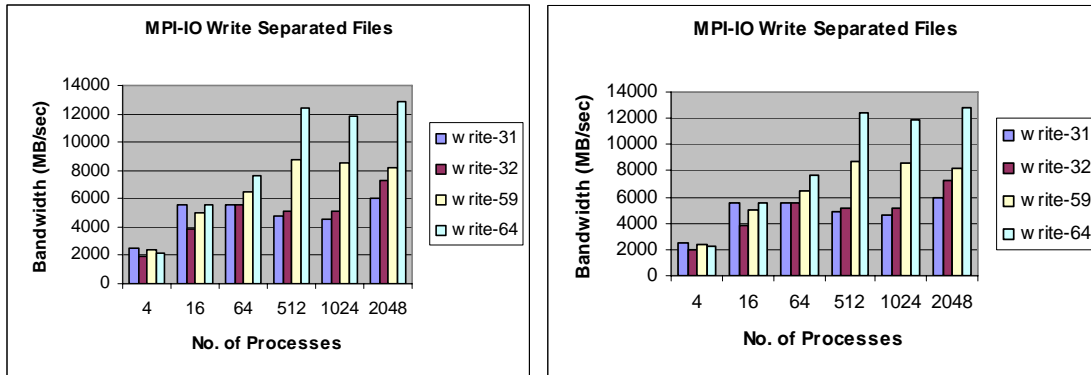 MPI-IO Write Separated Files
14000
12000
10000
8000
6000
4000
2000
0
Bandwidth (MB/sec)
4 16 64 512 1024 2048
No. of Processes
w rite-31
w rite-32
w rite-59
w rite-64
MPI-IO Write Separated Files
14000
12000
10000
8000
6000
4000
2000
0
Bandwidth (MB/sec)
4 16 64 512 1024 2048
No. of Processes
w rite-31
w rite-32
w rite-59
w rite-64